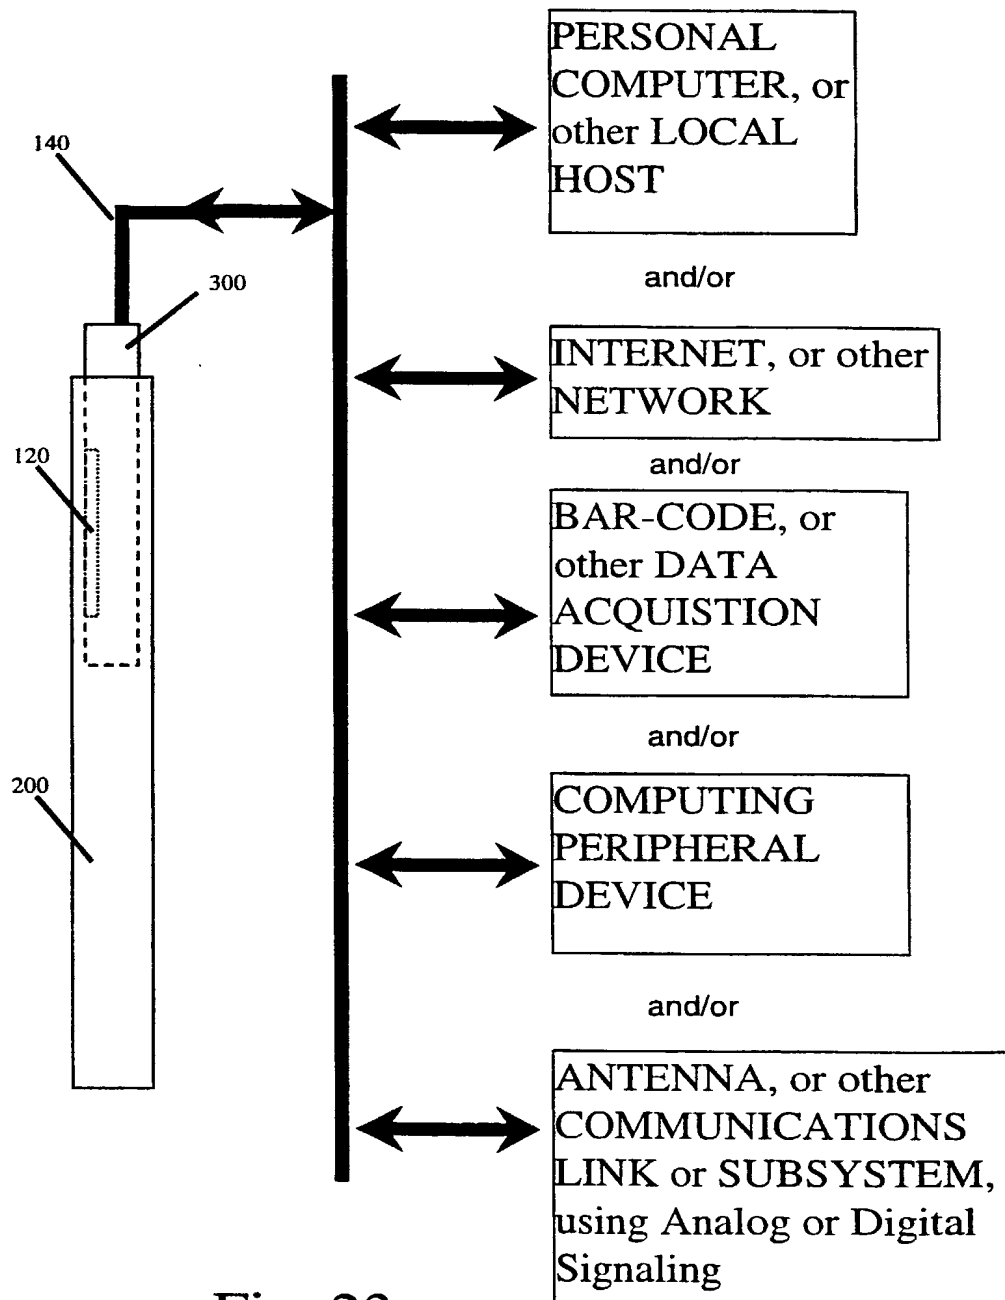 PERSONAL
COMPUTER, or
other LOCAL
HOST
140
300
and/or
INTERNET, or other
NETWORK
and/or
120
BAR-CODE, or
other DATA
ACQUISTION
DEVICE
and/or
200
COMPUTING
PERIPHERAL
DEVICE
and/or
ANTENNA, or other
COMMUNICATIONS
LINK or SUBSYSTEM,
using Analog or Digital
Signaling